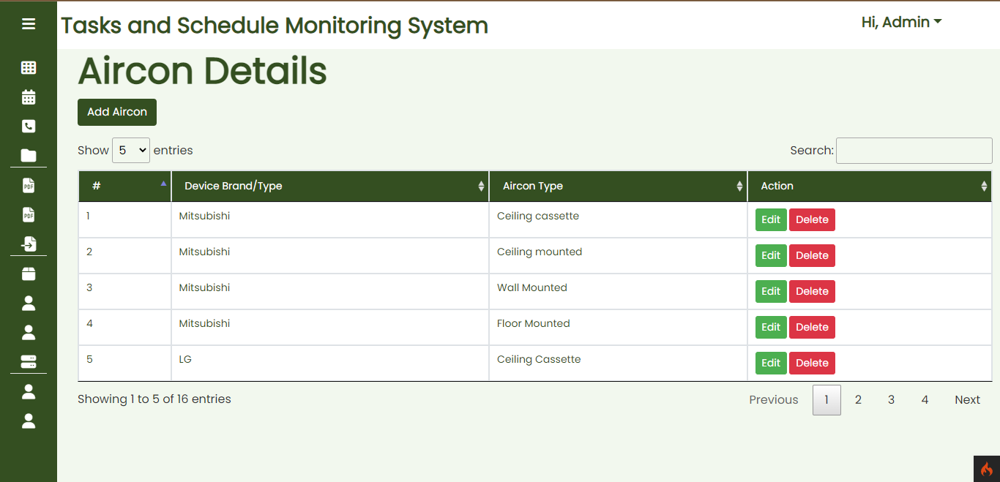 Tasks and Schedule Monitoring System
Hi, Admin
Aircon Details
Add Aircon
Show 5 entries
Search:
# Device Brand/Type Aircon Type Action
1 Mitsubishi Ceiling cassette Edit Delete
2 Mitsubishi Ceiling mounted Edit Delete
3 Mitsubishi Wall Mounted Edit Delete
4 Mitsubishi Floor Mounted Edit Delete
5 LG Ceiling Cassette Edit Delete
Showing 1 to 5 of 16 entries
Previous 1 2 3 4 Next
PDF
PDF